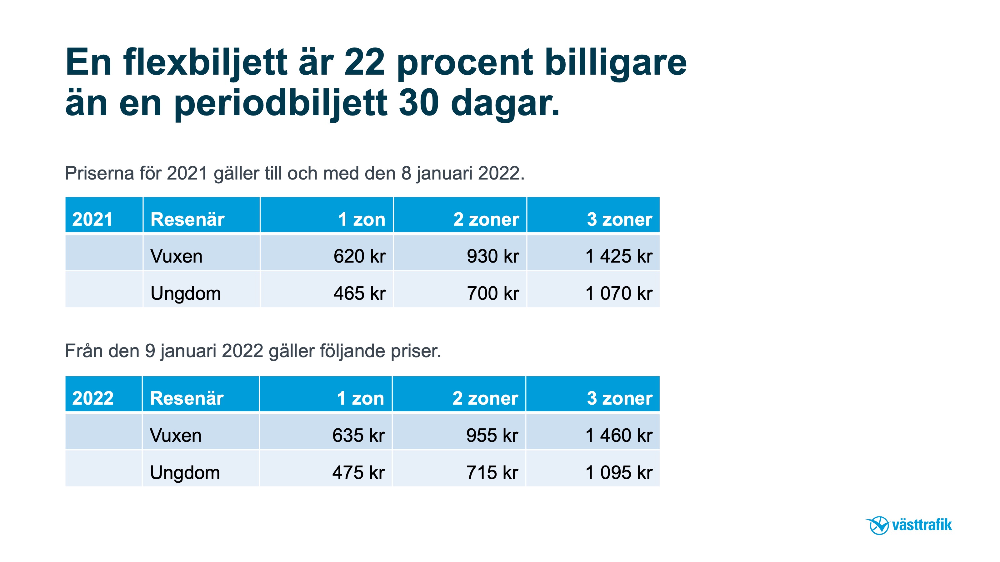 En flexbiljett är 22 procent billigare
än en periodbiljett 30 dagar.
Priserna för 2021 gäller till och med den 8 januari 2022.
2021 Resenär 1 zon 2 zoner 3 zoner
Vuxen 620 kr 930 kr 1 425 kr
Ungdom 465 kr 700 kr 1 070 kr
Från den 9 januari 2022 gäller följande priser.
2022 Resenär 1 zon 2 zoner 3 zoner
Vuxen 635 kr 955 kr 1 460 kr
Ungdom 475 kr 715 kr 1 095 kr
västtrafik